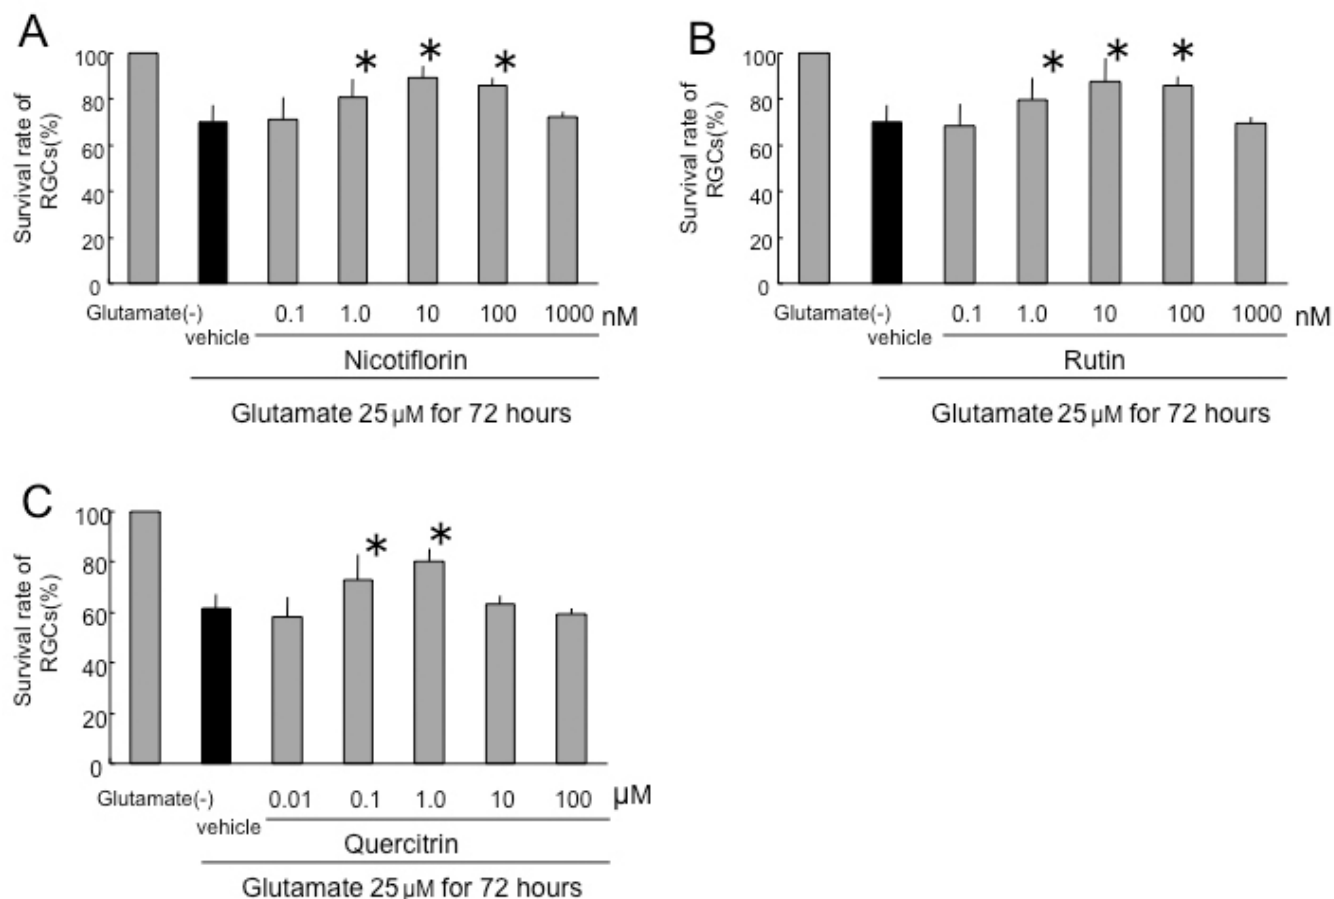 A
Survival rate of
RGCs(%)
100
80
60
40
20
0
*
*
*
Glutamate(-)
0.1 1.0 10 100 1000 nM
vehicle
Nicotiflorin
Glutamate 25 μM for 72 hours
B
Survival rate of
RGCs(%)
100
80
60
40
20
0
*
*
*
Glutamate(-)
0.1 1.0 10 100 1000 nM
vehicle
Rutin
Glutamate 25 μM for 72 hours
C
Survival rate of
RGCs(%)
100
80
60
40
20
0
*
*
Glutamate(-)
0.01 0.1 1.0 10 100 μM
vehicle
Quercitrin
Glutamate 25 μM for 72 hours